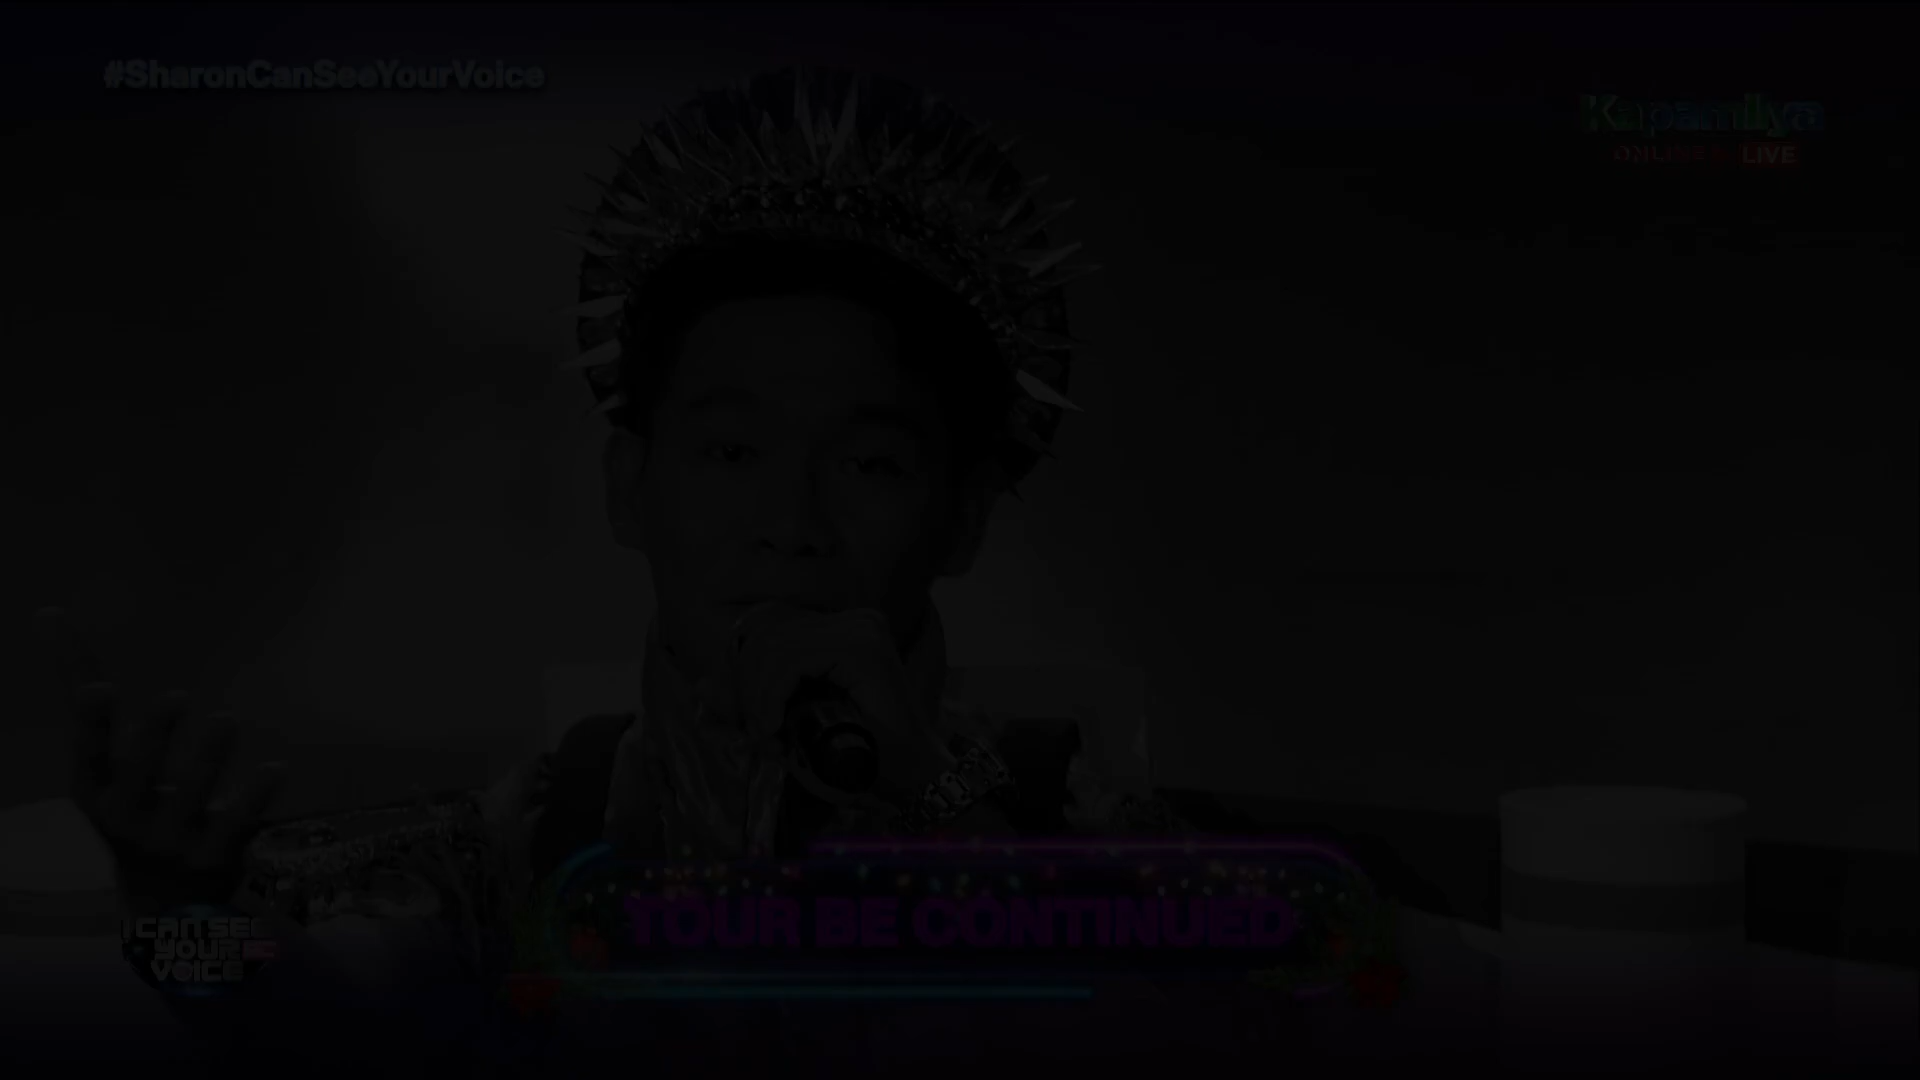 #SharonCanSeeYourVoice
Kapamilya
ONLINE LIVE
TOUR BE CONTINUED
I CAN SEE
YOUR
VOICE